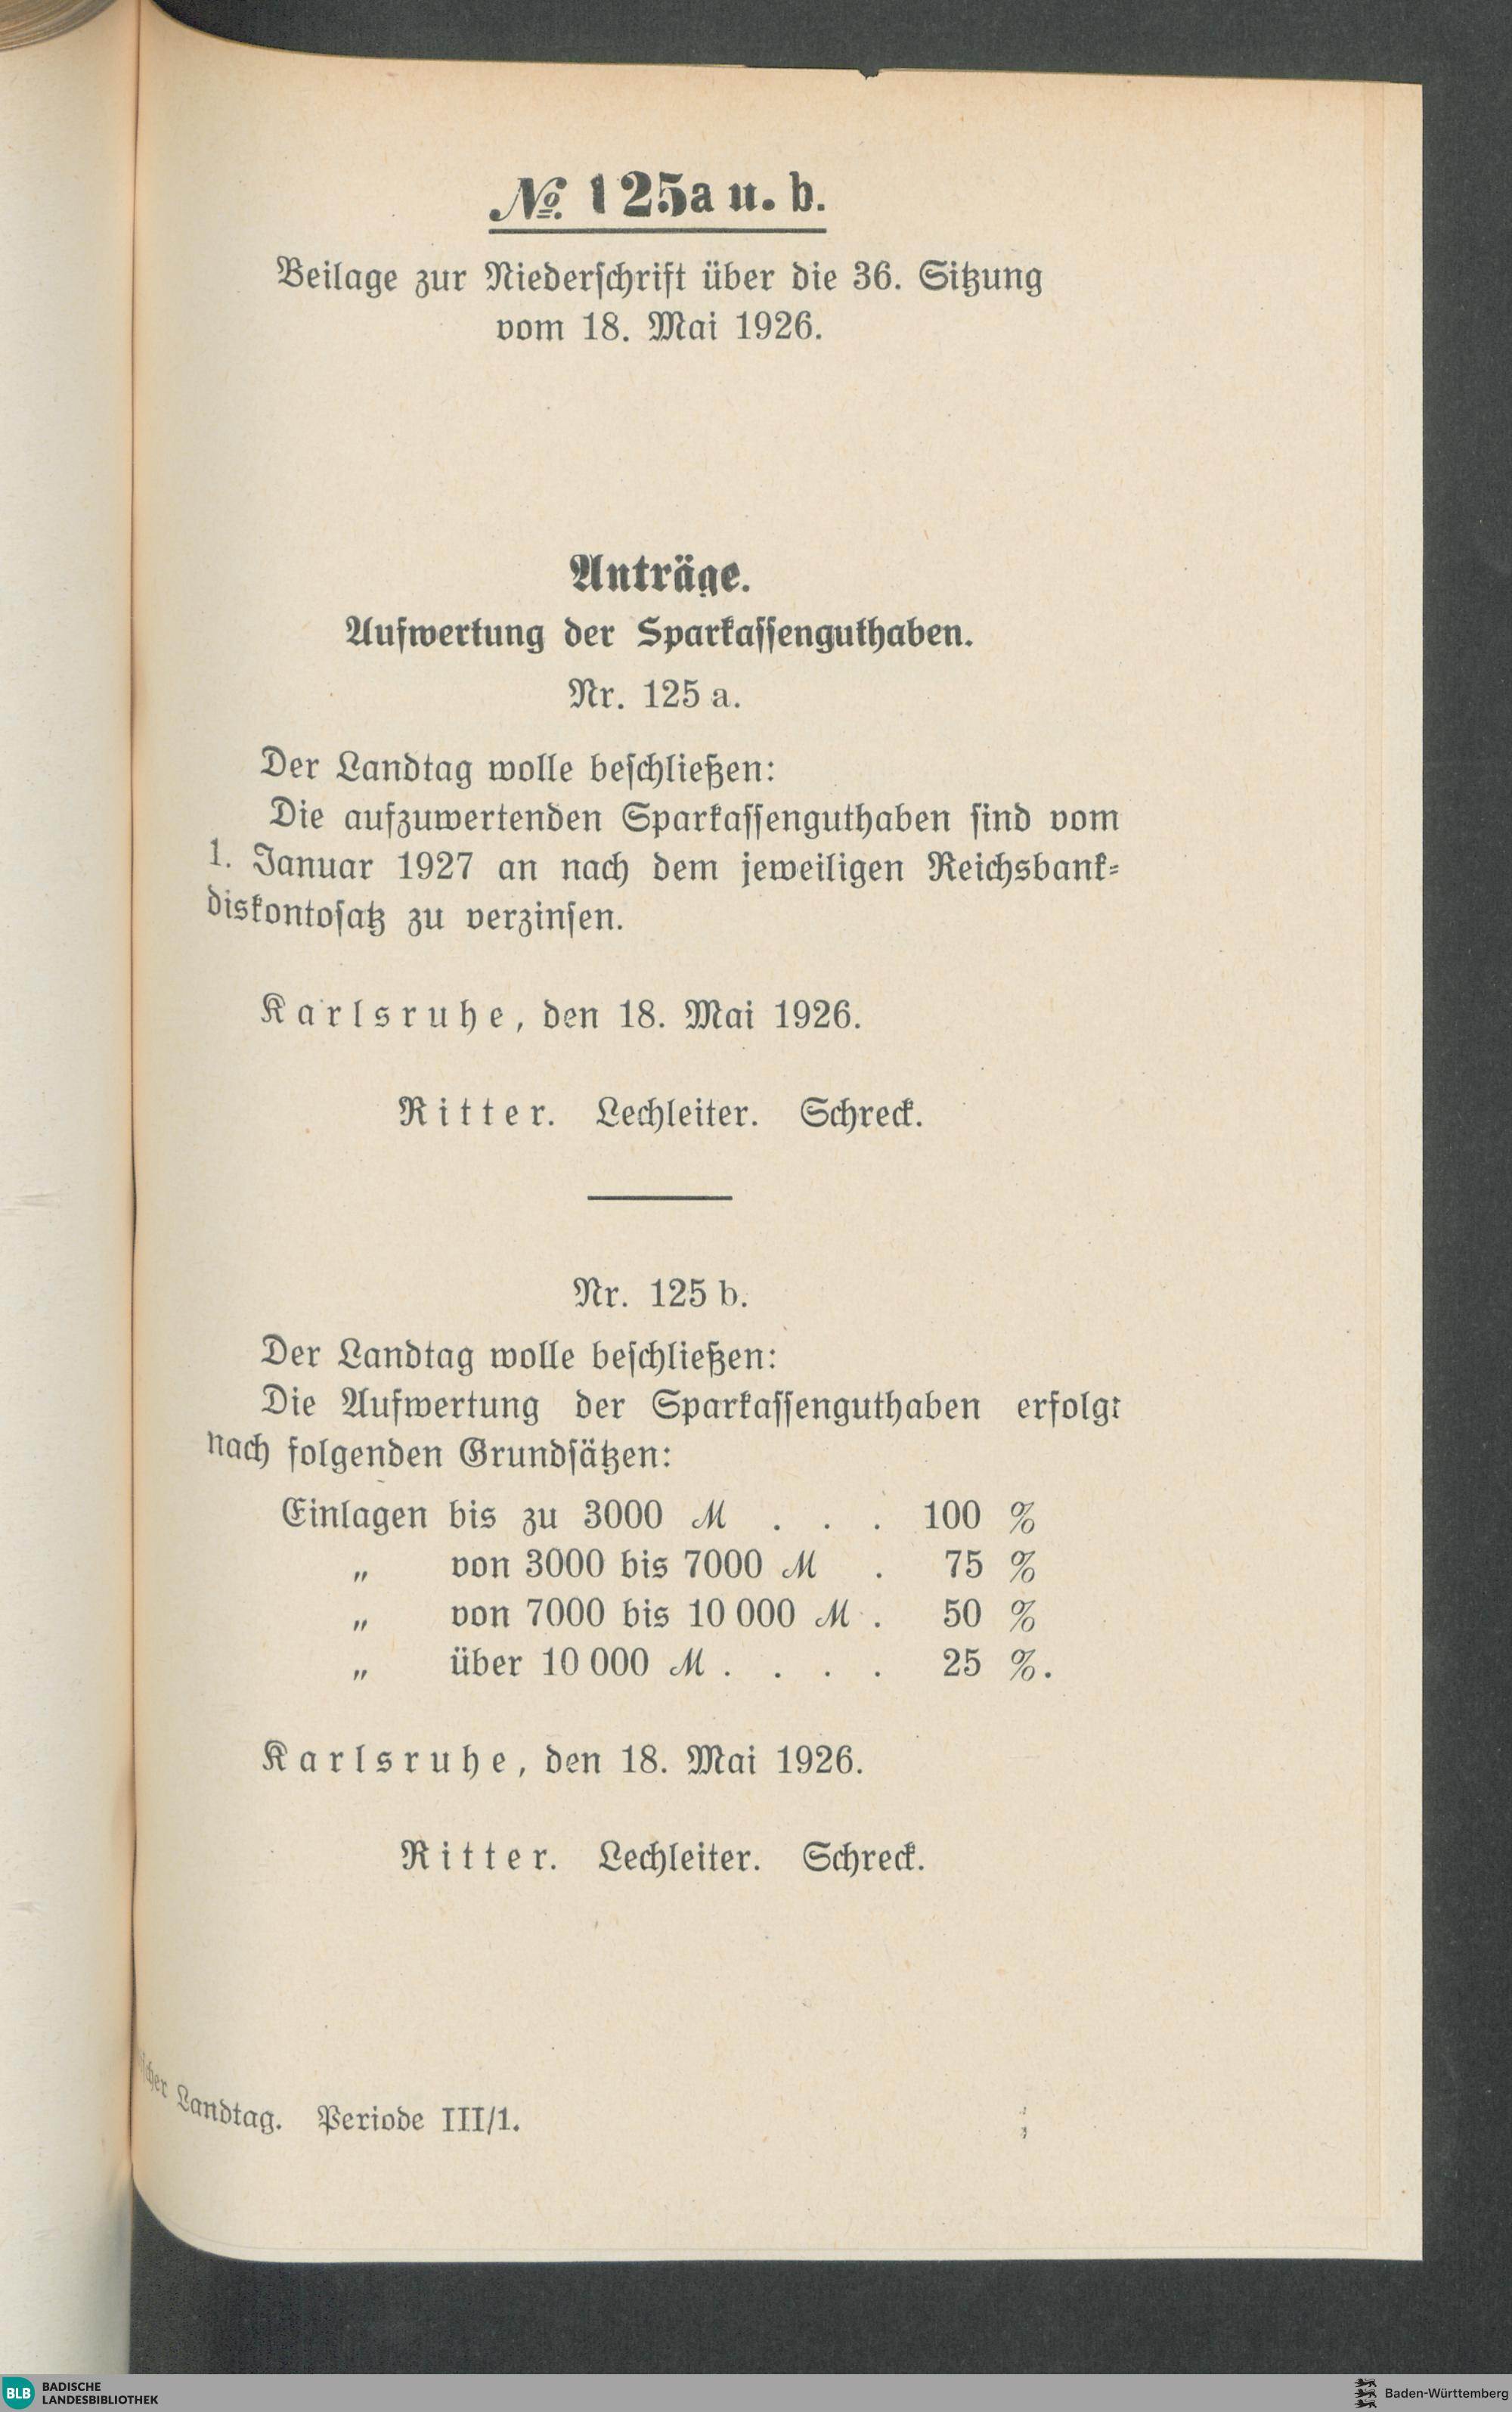 № 125a u. b.
Beilage zur Niederschrift über die 36. Sitzung
vom 18. Mai 1926.
Anträge.
Aufwertung der Sparkassenguthaben.
Nr. 125 a.
Der Landtag wolle beschließen:
Die aufzuwertenden Sparkassenguthaben sind vom
1. Januar 1927 an nach dem jeweiligen Reichsbank-
diskontosatz zu verzinsen.
Karlsruhe, den 18. Mai 1926.
Ritter. Lechleiter. Schreck.
Nr. 125 b.
Der Landtag wolle beschließen:
Die Aufwertung der Sparkassenguthaben erfolgt
nach folgenden Grundsätzen:
Einlagen bis zu 3000 ℳ . . . 100 %
„ von 3000 bis 7000 ℳ . 75 %
„ von 7000 bis 10 000 ℳ . 50 %
„ über 10 000 ℳ . . . . 25 %.
Karlsruhe, den 18. Mai 1926.
Ritter. Lechleiter. Schreck.
Landtag. Periode III/1.
BLB BADISCHE
LANDESBIBLIOTHEK
Baden-Württemberg